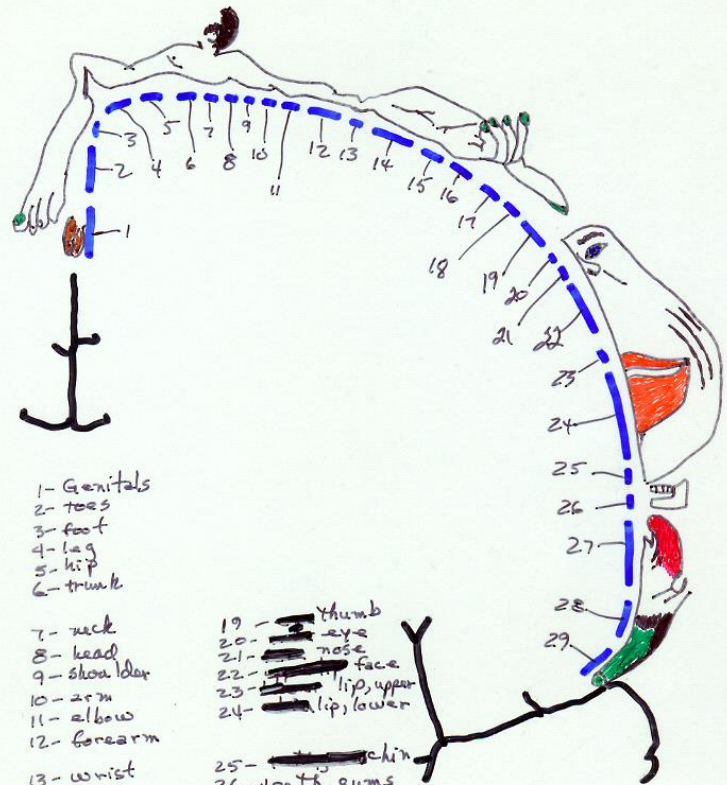 1
2
3
4
5
6
7
8
9
10
11
12
13
14
15
16
17
18
19
20
21
22
23
24
25
26
27
28
29
1- Genitals
2- toes
3- foot
4- leg
5- hip
6- trunk
7- neck
8- head
9- shoulder
10- arm
11- elbow
12- forearm
13- wrist
19- thumb
20- eye
21- nose
22- face
23- lip, upper
24- lip, lower
25- chin
26- teeth, gums